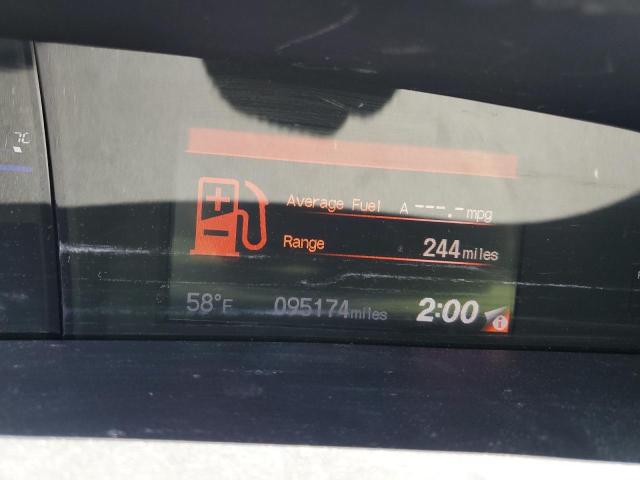 Average Fuel A ---.- mpg
Range 244 miles
58°F 095174 miles 2:00